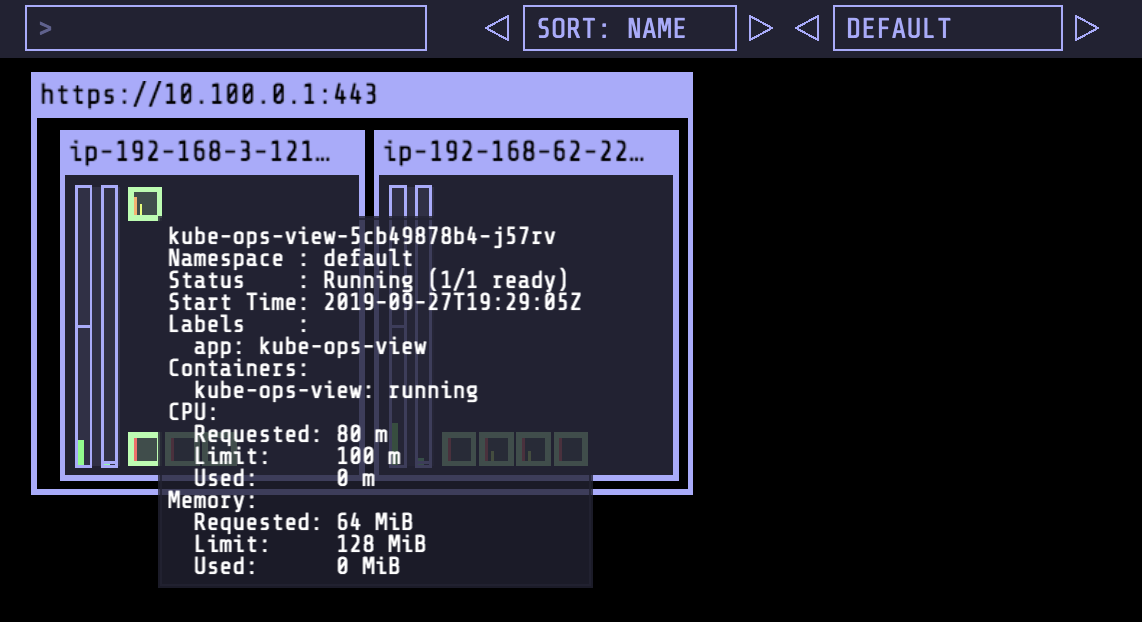 >
SORT: NAME
DEFAULT
https://10.100.0.1:443
ip-192-168-3-121…
ip-192-168-62-22…
kube-ops-view-5cb49878b4-j57rv
Namespace : default
Status    : Running (1/1 ready)
Start Time: 2019-09-27T19:29:05Z
Labels    :
  app: kube-ops-view
Containers:
  kube-ops-view: running
CPU:
  Requested: 80 m
  Limit:     100 m
  Used:      0 m
Memory:
  Requested: 64 MiB
  Limit:     128 MiB
  Used:      0 MiB